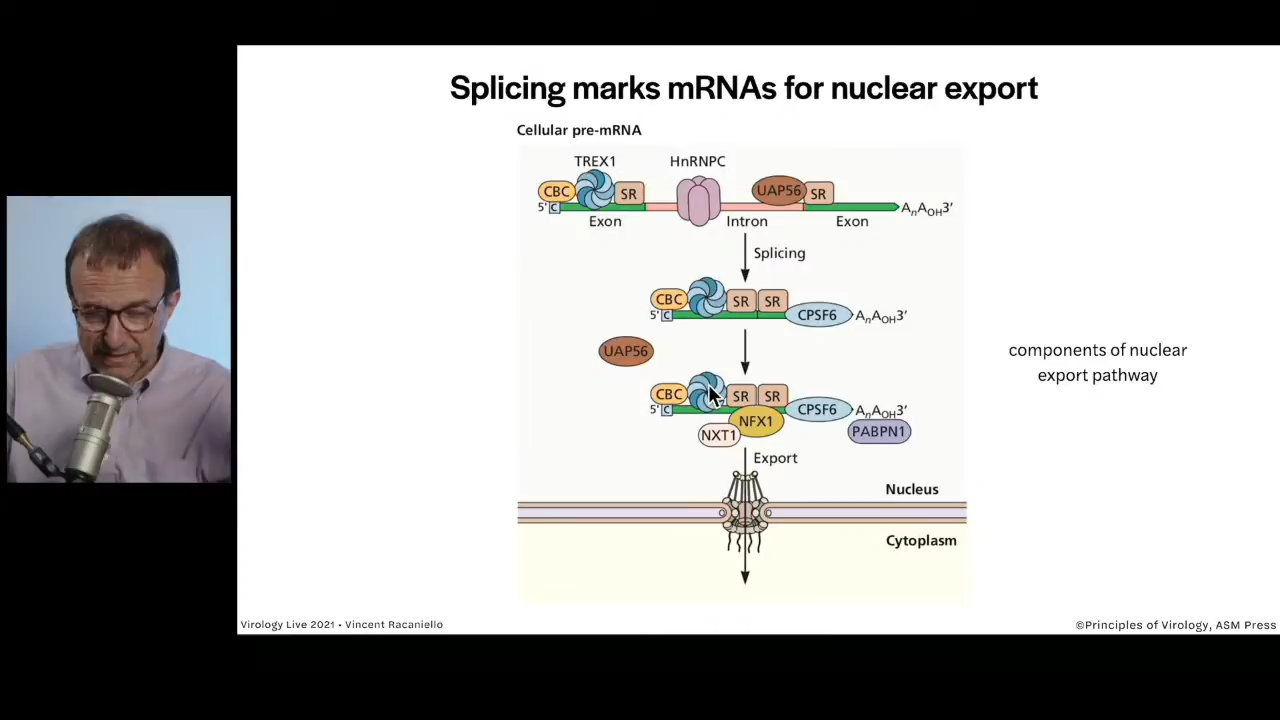 Splicing marks mRNAs for nuclear export
Cellular pre-mRNA
TREX1 HnRNPC
CBC SR UAP56 SR
5' C AnAOH3'
Exon Intron Exon
Splicing
CBC SR SR CPSF6
5' C AnAOH3'
UAP56
CBC SR SR CPSF6
5' C AnAOH3'
NXT1 NFX1 PABPN1
Export
Nucleus
Cytoplasm
components of nuclear
export pathway
Virology Live 2021 • Vincent Racaniello
©Principles of Virology, ASM Press